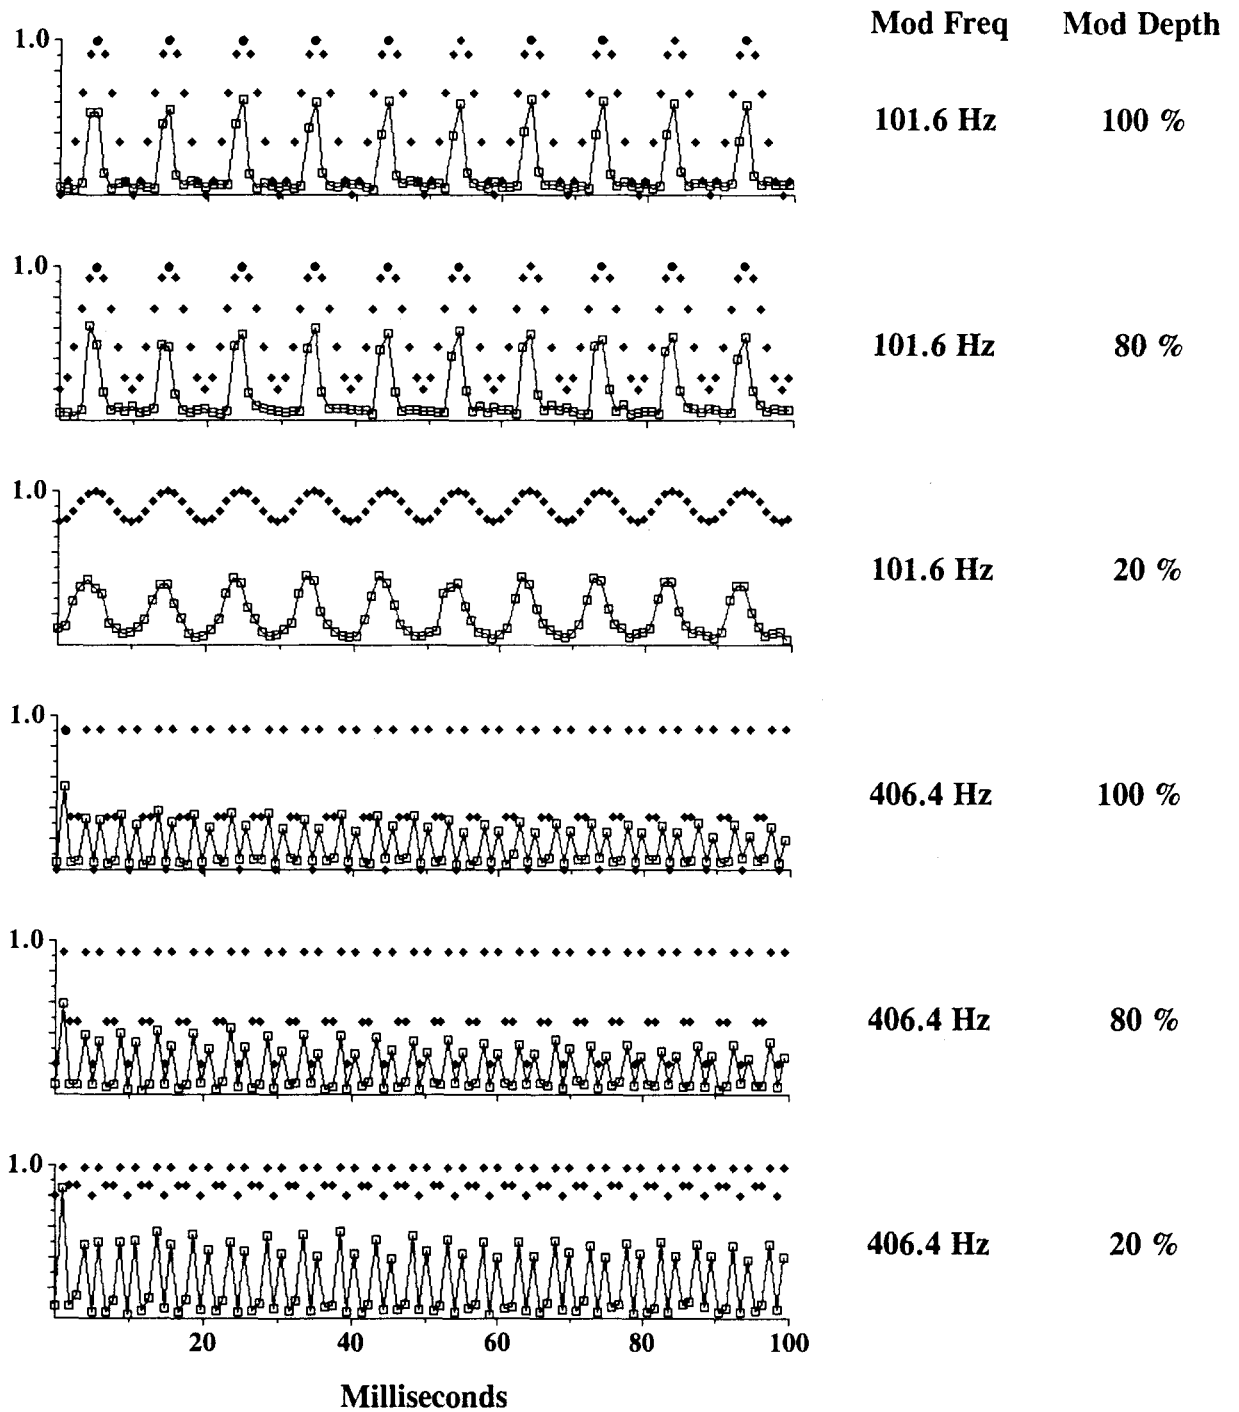 Mod Freq Mod Depth
1.0
101.6 Hz 100 %
1.0
101.6 Hz 80 %
1.0
101.6 Hz 20 %
1.0
406.4 Hz 100 %
1.0
406.4 Hz 80 %
1.0
406.4 Hz 20 %
20 40 60 80 100
Milliseconds